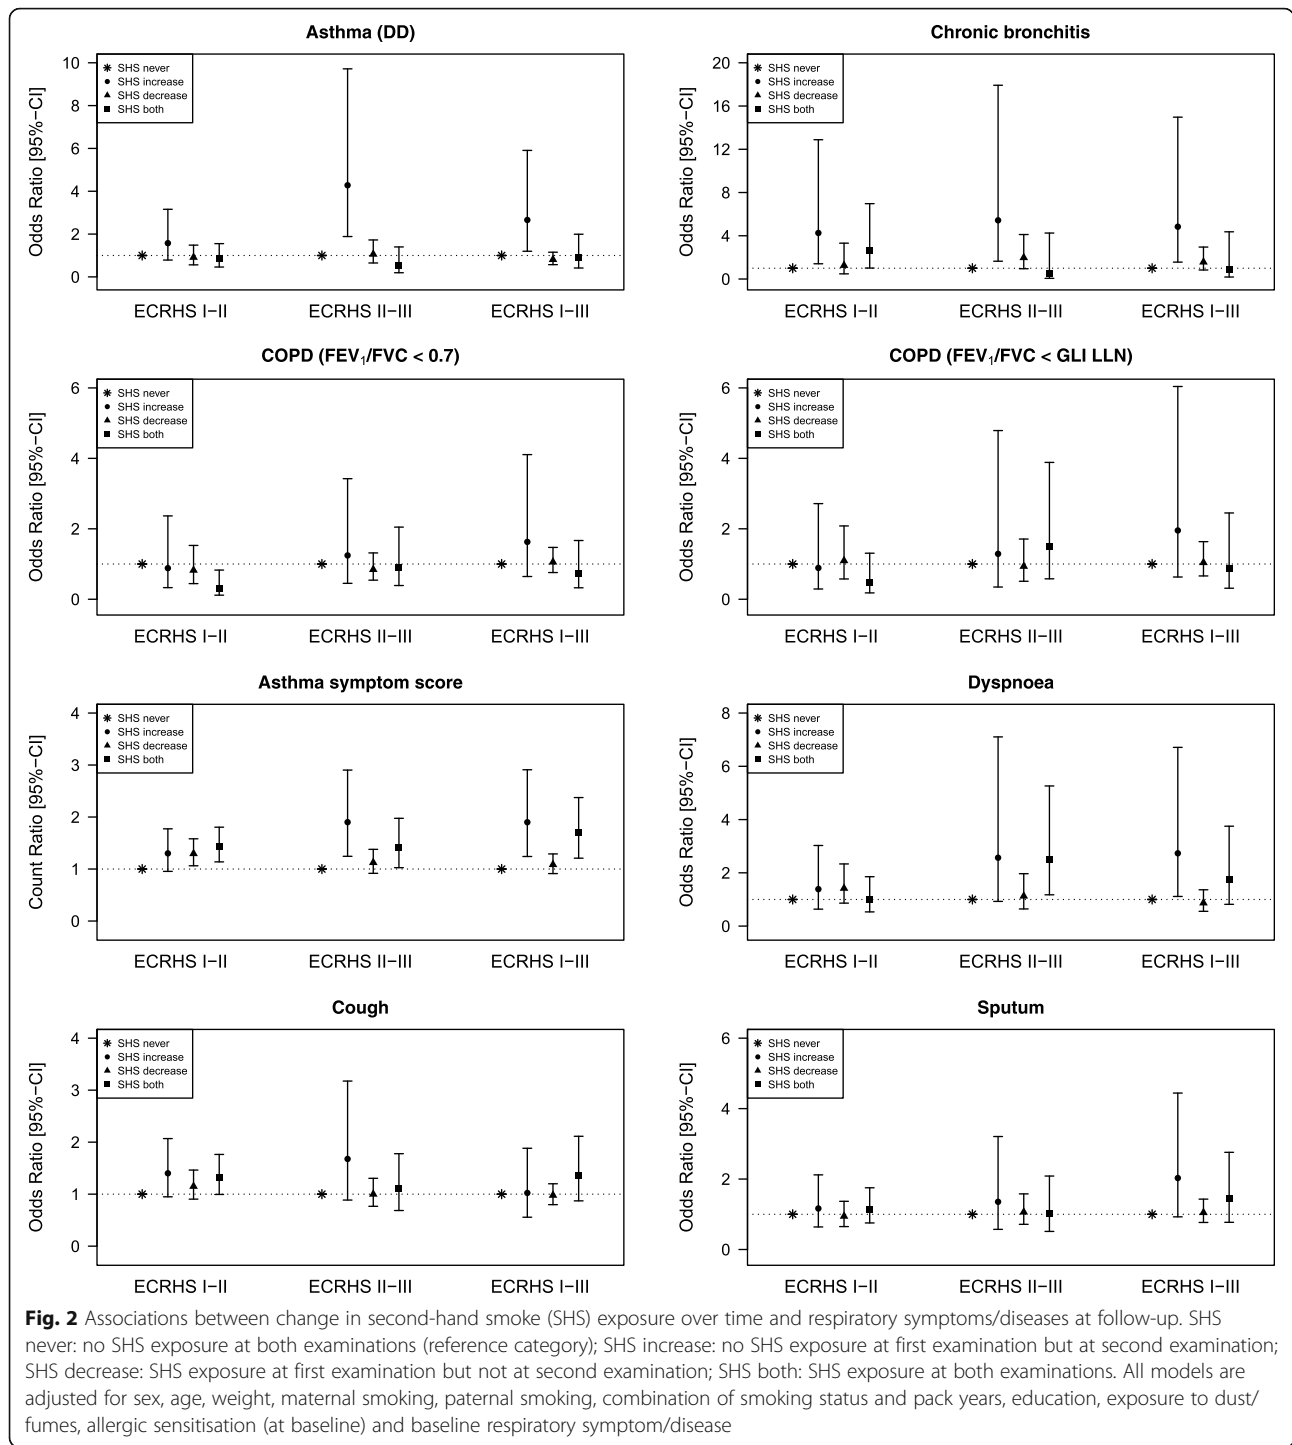 Asthma (DD)
Odds Ratio [95%−CI]
10
8
6
4
2
0
SHS never
SHS increase
SHS decrease
SHS both
ECRHS I−II
ECRHS II−III
ECRHS I−III
Chronic bronchitis
Odds Ratio [95%−CI]
20
16
12
8
4
0
SHS never
SHS increase
SHS decrease
SHS both
ECRHS I−II
ECRHS II−III
ECRHS I−III
COPD (FEV₁/FVC < 0.7)
Odds Ratio [95%−CI]
6
4
2
0
SHS never
SHS increase
SHS decrease
SHS both
ECRHS I−II
ECRHS II−III
ECRHS I−III
COPD (FEV₁/FVC < GLI LLN)
Odds Ratio [95%−CI]
6
4
2
0
SHS never
SHS increase
SHS decrease
SHS both
ECRHS I−II
ECRHS II−III
ECRHS I−III
Asthma symptom score
Count Ratio [95%−CI]
4
3
2
1
0
SHS never
SHS increase
SHS decrease
SHS both
ECRHS I−II
ECRHS II−III
ECRHS I−III
Dyspnoea
Odds Ratio [95%−CI]
8
6
4
2
0
SHS never
SHS increase
SHS decrease
SHS both
ECRHS I−II
ECRHS II−III
ECRHS I−III
Cough
Odds Ratio [95%−CI]
4
3
2
1
0
SHS never
SHS increase
SHS decrease
SHS both
ECRHS I−II
ECRHS II−III
ECRHS I−III
Sputum
Odds Ratio [95%−CI]
6
4
2
0
SHS never
SHS increase
SHS decrease
SHS both
ECRHS I−II
ECRHS II−III
ECRHS I−III
Fig. 2 Associations between change in second-hand smoke (SHS) exposure over time and respiratory symptoms/diseases at follow-up. SHS
never: no SHS exposure at both examinations (reference category); SHS increase: no SHS exposure at first examination but at second examination;
SHS decrease: SHS exposure at first examination but not at second examination; SHS both: SHS exposure at both examinations. All models are
adjusted for sex, age, weight, maternal smoking, paternal smoking, combination of smoking status and pack years, education, exposure to dust/
fumes, allergic sensitisation (at baseline) and baseline respiratory symptom/disease